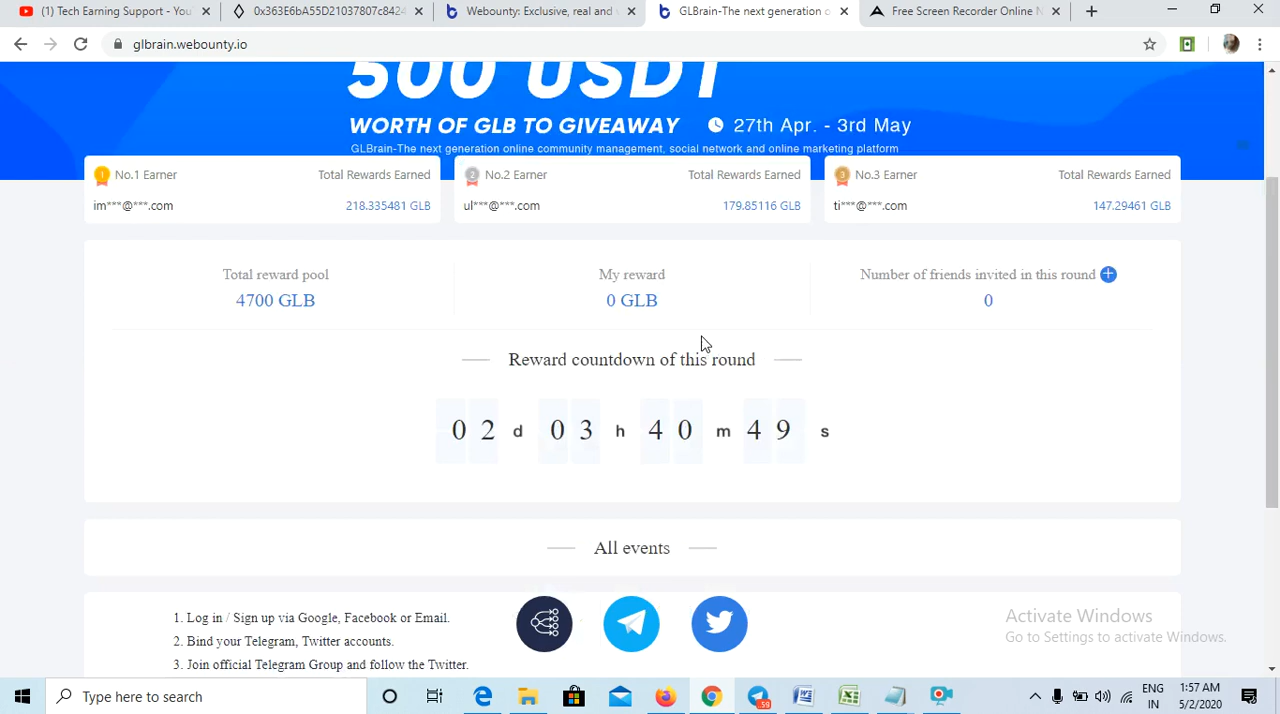 (1) Tech Earning Support - You
0x363E6bA55D21037807c8424
Webounty: Exclusive, real and
GLBrain-The next generation o
Free Screen Recorder Online N
glbrain.webounty.io
500 USDT
WORTH OF GLB TO GIVEAWAY 27th Apr. - 3rd May
GLBrain-The next generation online community management, social network and online marketing platform
1 No.1 Earner Total Rewards Earned
im***@***.com 218.335481 GLB
2 No.2 Earner Total Rewards Earned
ul***@***.com 179.85116 GLB
3 No.3 Earner Total Rewards Earned
ti***@***.com 147.29461 GLB
Total reward pool
4700 GLB
My reward
0 GLB
Number of friends invited in this round
0
Reward countdown of this round
02 d 03 h 40 m 49 s
All events
1. Log in / Sign up via Google, Facebook or Email.
2. Bind your Telegram, Twitter accounts.
3. Join official Telegram Group and follow the Twitter.
Activate Windows
Go to Settings to activate Windows.
Type here to search
59
ENG
IN
1:57 AM
5/2/2020